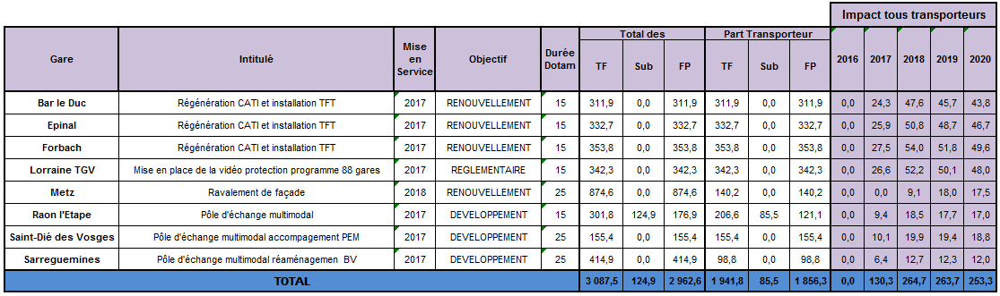 Impact tous transporteurs
Gare Intitulé Mise en Service Objectif Durée Dotam Total des Part Transporteur 2016 2017 2018 2019 2020
TF Sub FP TF Sub FP
Bar le Duc Régénération CATI et installation TFT 2017 RENOUVELLEMENT 15 311,9 0,0 311,9 311,9 0,0 311,9 0,0 24,3 47,6 45,7 43,8
Epinal Régénération CATI et installation TFT 2017 RENOUVELLEMENT 15 332,7 0,0 332,7 332,7 0,0 332,7 0,0 25,9 50,8 48,7 46,7
Forbach Régénération CATI et installation TFT 2017 RENOUVELLEMENT 15 353,8 0,0 353,8 353,8 0,0 353,8 0,0 27,5 54,0 51,8 49,6
Lorraine TGV Mise en place de la vidéo protection programme 88 gares 2017 REGLEMENTAIRE 15 342,3 0,0 342,3 342,3 0,0 342,3 0,0 26,6 52,2 50,1 48,0
Metz Ravalement de façade 2018 RENOUVELLEMENT 25 874,6 0,0 874,6 140,2 0,0 140,2 0,0 0,0 9,1 18,0 17,5
Raon l'Etape Pôle d'échange multimodal 2017 DEVELOPPEMENT 15 301,8 124,9 176,9 206,6 85,5 121,1 0,0 9,4 18,5 17,7 17,0
Saint-Dié des Vosges Pôle d'échange multimodal accompagement PEM 2017 DEVELOPPEMENT 25 155,4 0,0 155,4 155,4 0,0 155,4 0,0 10,1 19,9 19,4 18,8
Sarreguemines Pôle d'échange multimodal réaménagemen BV 2017 DEVELOPPEMENT 25 414,9 0,0 414,9 98,8 0,0 98,8 0,0 6,4 12,7 12,3 12,0
TOTAL 3 087,5 124,9 2 962,6 1 941,8 85,5 1 856,3 0,0 130,3 264,7 263,7 253,3